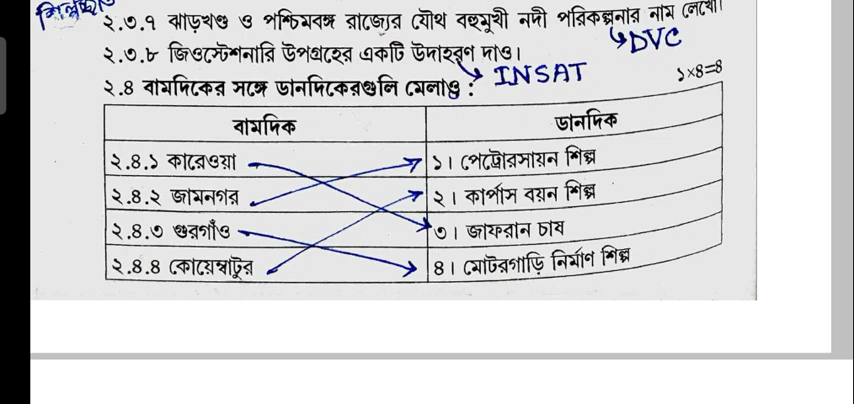 ২.৩.৭ ঝাড়খণ্ড ও পশ্চিমবঙ্গ রাজ্যের যৌথ বহুমুখী নদী পরিকল্পনার নাম লেখো।
DVC
২.৩.৮ জিওস্টেশনারি উপগ্রহের একটি উদাহরণ দাও।
INSAT
২.৪ বামদিকের সঙ্গে ডানদিকেরগুলি মেলাও : ১×৪=৪
বামদিক ডানদিক
২.৪.১ কারেওয়া ১। পেট্রোরসায়ন শিল্প
২.৪.২ জামনগর ২। কার্পাস বয়ন শিল্প
২.৪.৩ গুরগাঁও ৩। জাফরান চাষ
২.৪.৪ কোয়েম্বাটুর ৪। মোটরগাড়ি নির্মাণ শিল্প